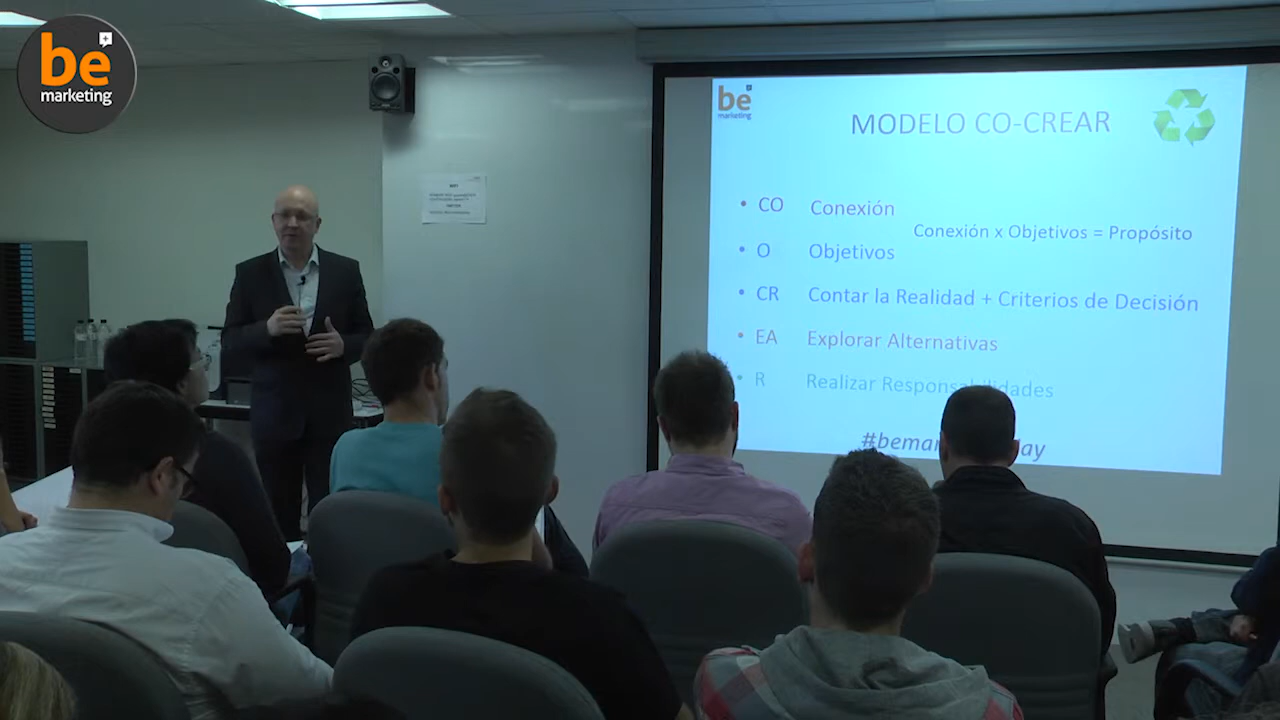 be
marketing
be
marketing
MODELO CO-CREAR
• CO Conexión
Conexión x Objetivos = Propósito
• O Objetivos
• CR Contar la Realidad + Criterios de Decisión
• EA Explorar Alternativas
• R Realizar Responsabilidades